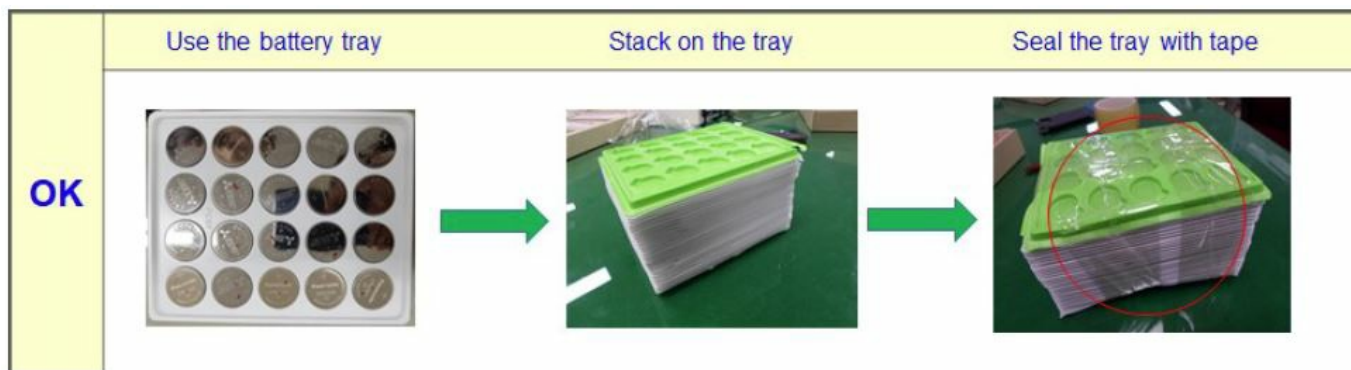 Use the battery tray
Stack on the tray
Seal the tray with tape
OK